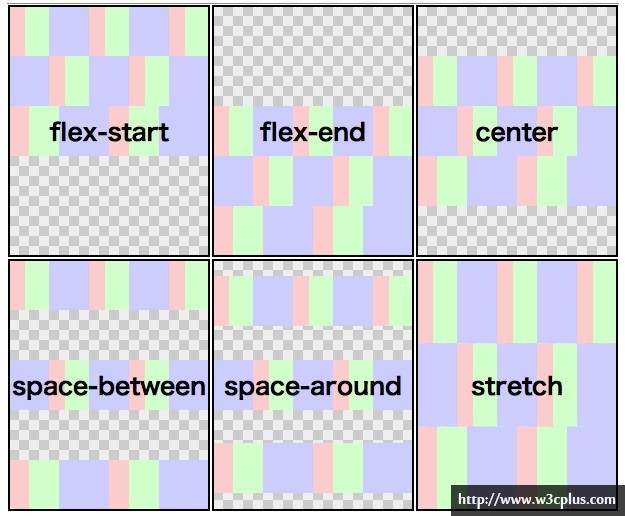 flex-start
flex-end
center
space-between
space-around
stretch
http://www.w3cplus.com